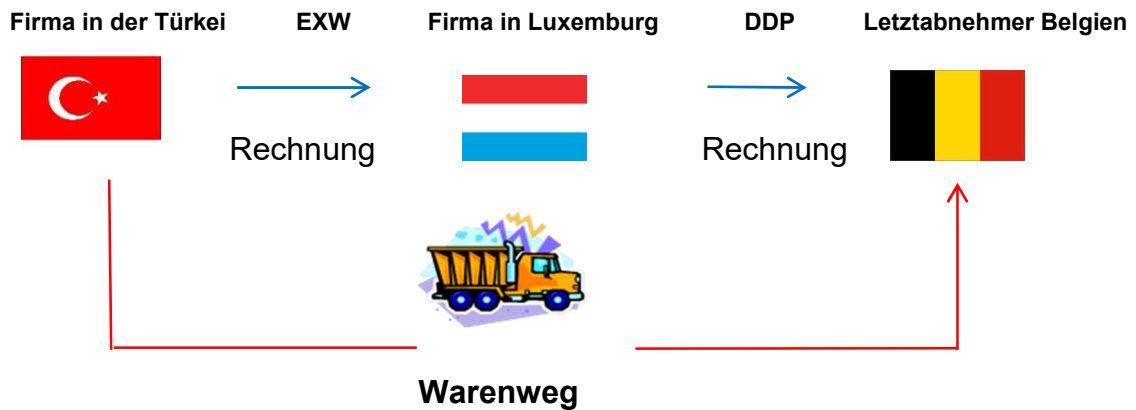 Firma in der Türkei EXW Firma in Luxemburg DDP Letztabnehmer Belgien
Rechnung Rechnung
Warenweg